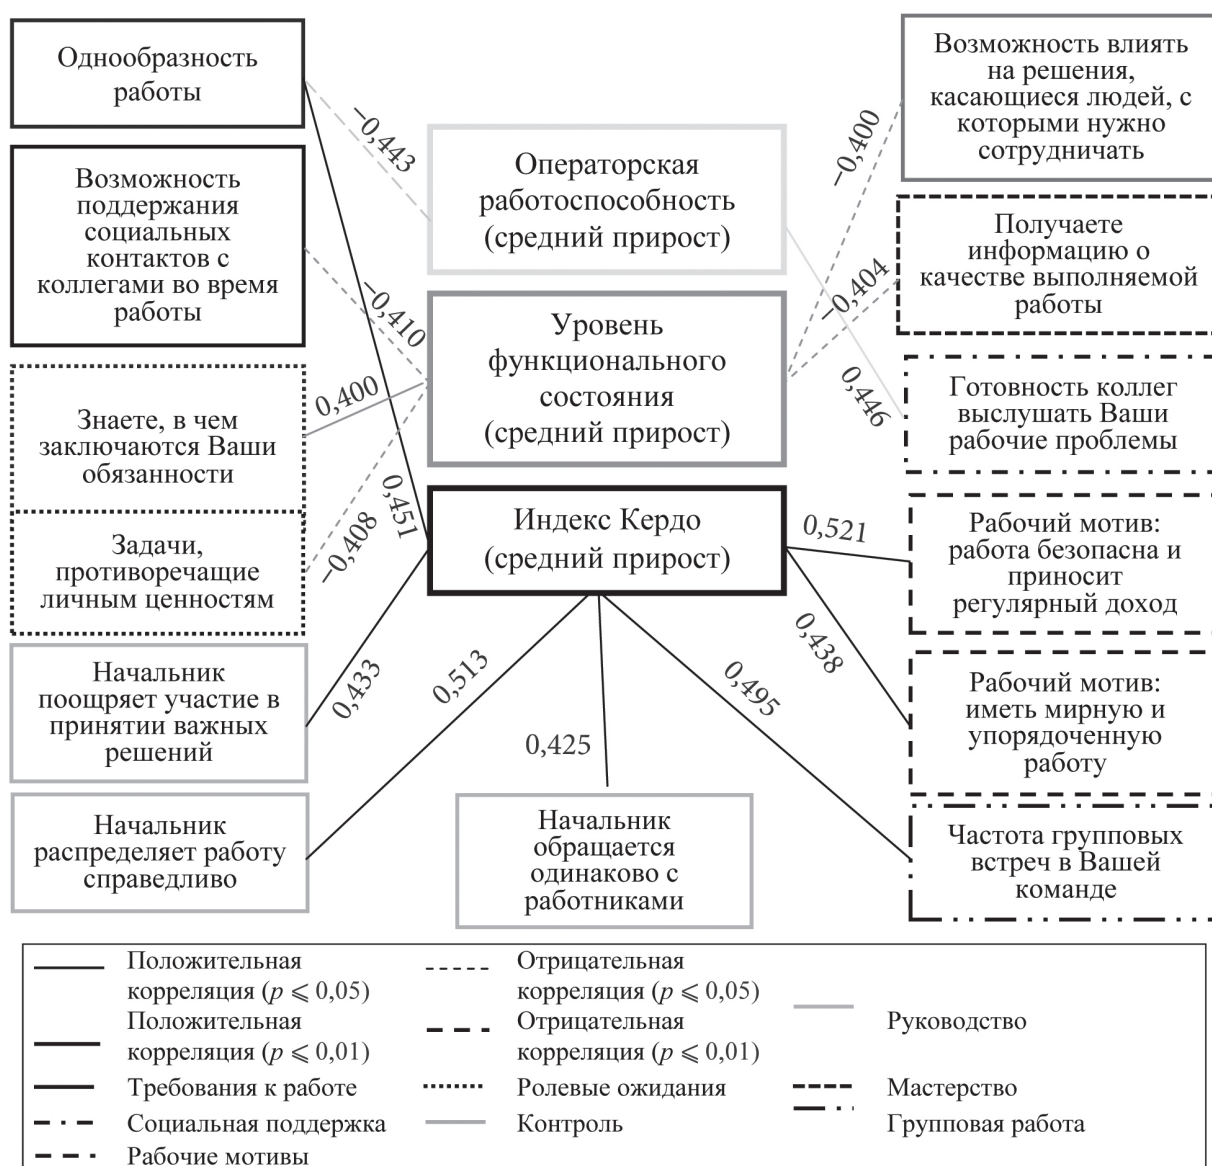 Однообразность
работы
Возможность
поддержания
социальных
контактов с
коллегами во время
работы
Знаете, в чем
заключаются Ваши
обязанности
Задачи,
противоречащие
личным ценностям
Начальник
поощряет участие в
принятии важных
решений
Начальник
распределяет работу
справедливо
−0,443
−0,410
0,400
−0,408
0,451
0,433
0,513
Операторская
работоспособность
(средний прирост)
Уровень
функционального
состояния
(средний прирост)
Индекс Кердо
(средний прирост)
0,425
Начальник
обращается
одинаково с
работниками
−0,400
−0,404
0,446
0,521
0,438
0,495
Возможность влиять
на решения,
касающиеся людей, с
которыми нужно
сотрудничать
Получаете
информацию о
качестве выполняемой
работы
Готовность коллег
выслушать Ваши
рабочие проблемы
Рабочий мотив:
работа безопасна и
приносит
регулярный доход
Рабочий мотив:
иметь мирную и
упорядоченную
работу
Частота групповых
встреч в Вашей
команде
Положительная
корреляция (p ⩽ 0,05)
Положительная
корреляция (p ⩽ 0,01)
Требования к работе
Социальная поддержка
Рабочие мотивы
Отрицательная
корреляция (p ⩽ 0,05)
Отрицательная
корреляция (p ⩽ 0,01)
Ролевые ожидания
Контроль
Руководство
Мастерство
Групповая работа